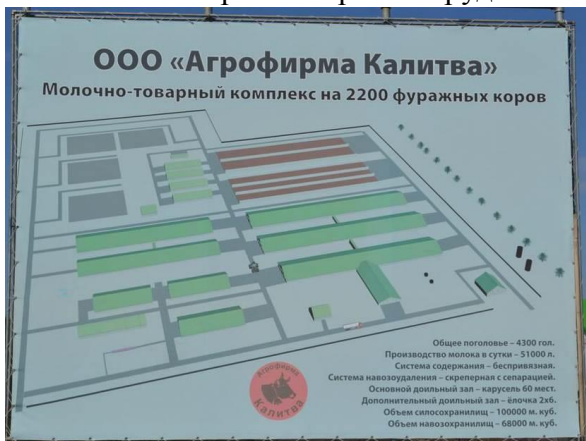 ООО «Агрофирма Калитва»
Молочно-товарный комплекс на 2200 фуражных коров
Общее поголовье – 4300 гол.
Производство молока в сутки – 51000 л.
Система содержания – беспривязная.
Система навозоудаления – скреперная с сепарацией.
Основной доильный зал – карусель 60 мест.
Дополнительный доильный зал – ёлочка 2х6.
Объем силосохранилищ – 100000 м. куб.
Объем навозохранилищ – 68000 м. куб.
Агрофирма
Калитва